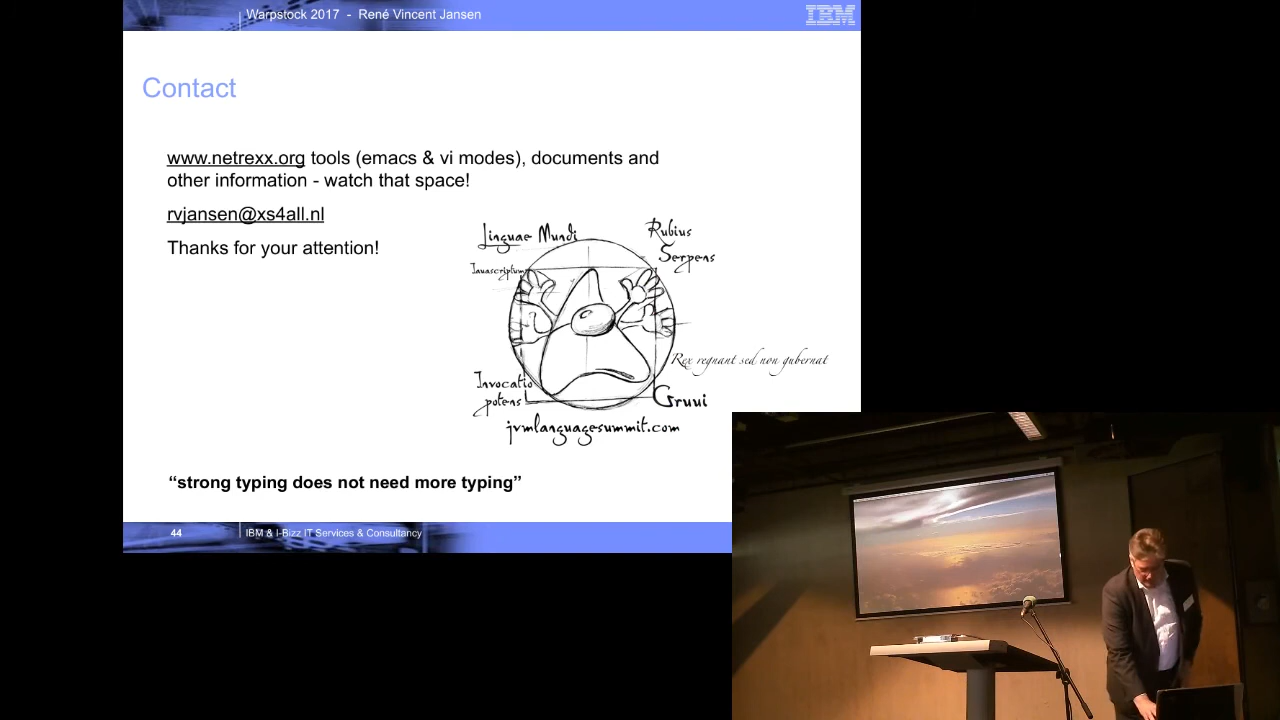 Warpstock 2017 - René Vincent Jansen
IBM
Contact
www.netrexx.org tools (emacs & vi modes), documents and
other information - watch that space!
rvjansen@xs4all.nl
Thanks for your attention!
Linguae Mundi
Rubius
Serpens
Javascriptum
Rex regnant sed non gubernat
Invocatio
potens
Gruui
jvmlanguagesummit.com
“strong typing does not need more typing”
44
IBM & I-Bizz IT Services & Consultancy